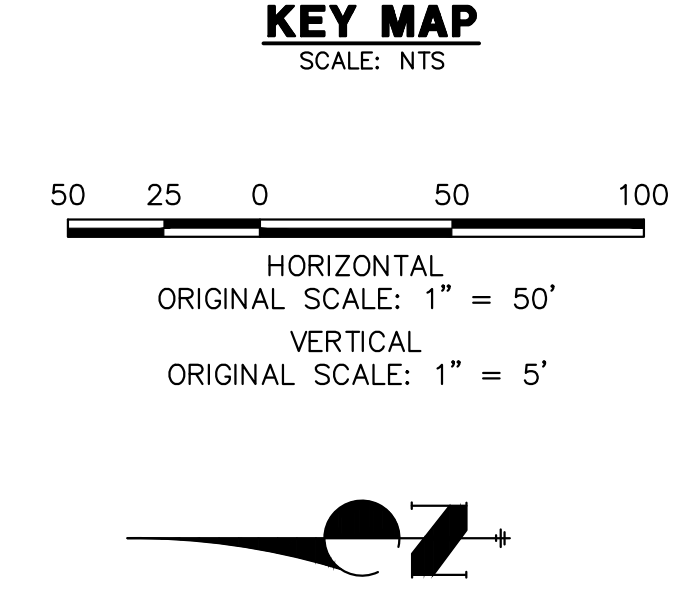 KEY MAP
SCALE: NTS
50 25 0 50 100
HORIZONTAL
ORIGINAL SCALE: 1” = 50’
VERTICAL
ORIGINAL SCALE: 1” = 5’
N